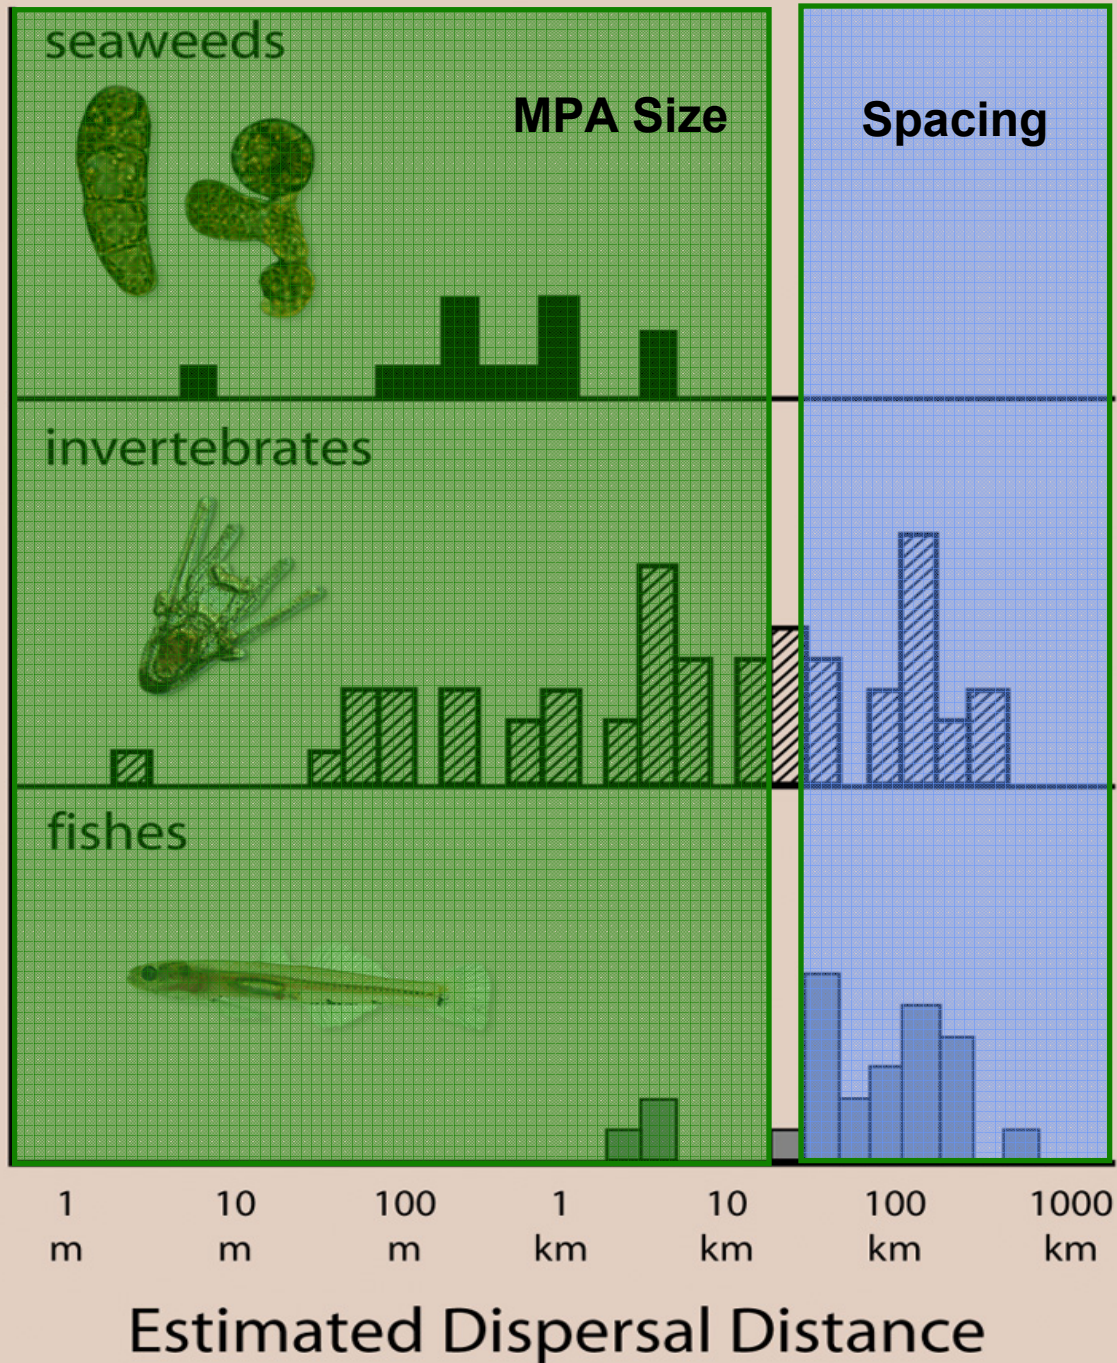 seaweeds
MPA Size
Spacing
invertebrates
fishes
1 10 100 1 10 100 1000
m m m km km km km
Estimated Dispersal Distance